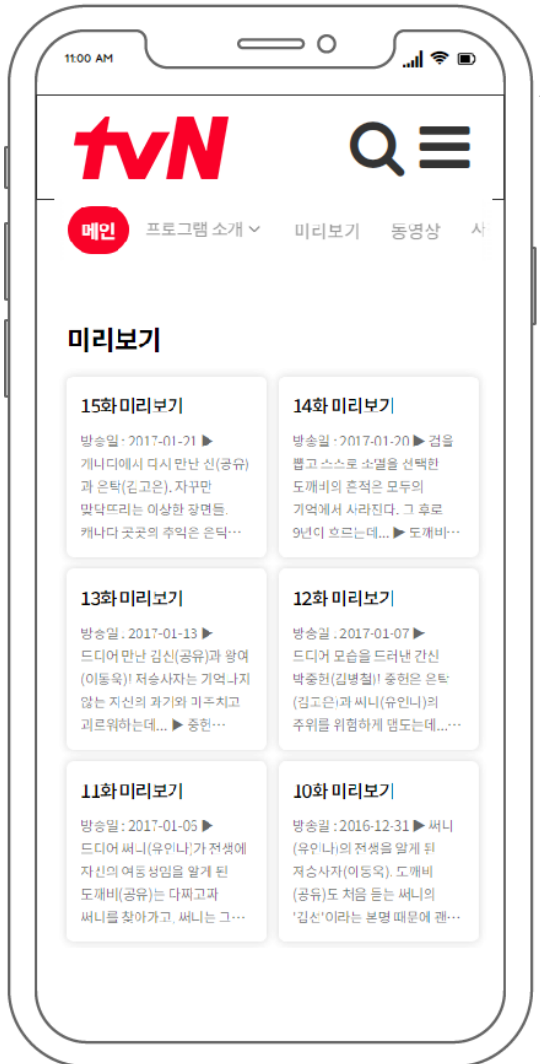 11:00 AM
tvN
메인
프로그램 소개
미리보기
동영상
미리보기
15화 미리보기
방송일 : 2017-01-21 ▶
캐나다에서 다시 만난 신(공유)
과 은탁(김고은). 자꾸만
맞닥뜨리는 이상한 장면들.
캐나다 곳곳의 추억은 은탁…
14화 미리보기
방송일 : 2017-01-20 ▶ 검을
뽑고 스스로 소멸을 선택한
도깨비의 흔적은 모두의
기억에서 사라진다. 그 후로
9년이 흐르는데... ▶ 도깨비…
13화 미리보기
방송일 : 2017-01-13 ▶
드디어 만난 김신(공유)과 왕여
(이동욱)! 저승사자는 기억나지
않는 자신의 과거와 마주치고
괴로워하는데... ▶ 중헌…
12화 미리보기
방송일 : 2017-01-07 ▶
드디어 모습을 드러낸 간신
박중헌(김병철)! 중헌은 은탁
(김고은)과 써니(유인나)의
주위를 위험하게 맴도는데...…
11화 미리보기
방송일 : 2017-01-06 ▶
드디어 써니(유인나)가 전생에
자신의 여동생임을 알게 된
도깨비(공유)는 다짜고짜
써니를 찾아가고, 써니는 그…
10화 미리보기
방송일 : 2016-12-31 ▶ 써니
(유인나)의 전생을 알게 된
저승사자(이동욱). 도깨비
(공유)도 처음 듣는 써니의
'김선'이라는 본명 때문에 괜…